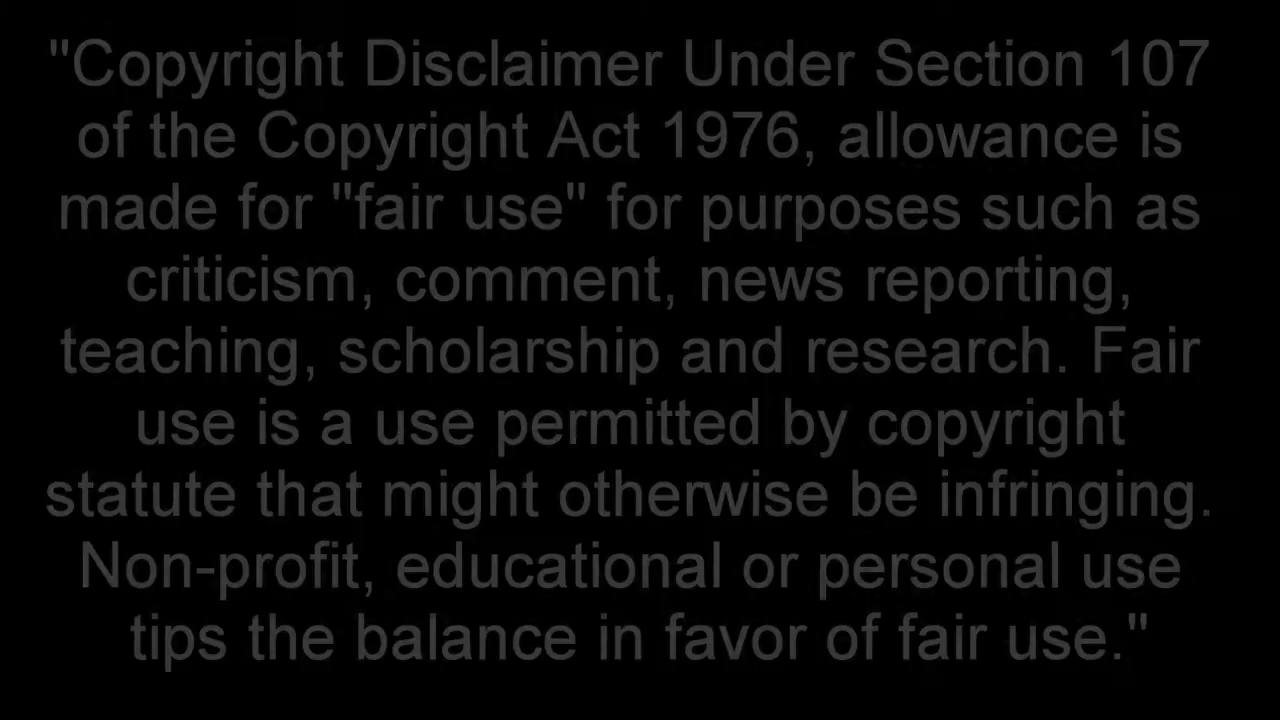 "Copyright Disclaimer Under Section 107
of the Copyright Act 1976, allowance is
made for "fair use" for purposes such as
criticism, comment, news reporting,
teaching, scholarship and research. Fair
use is a use permitted by copyright
statute that might otherwise be infringing.
Non-profit, educational or personal use
tips the balance in favor of fair use."